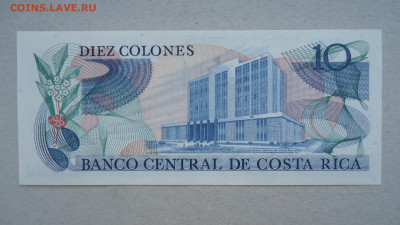 COINS.LAVE.RU
DIEZ COLONES
10
BANCO CENTRAL DE COSTA RICA